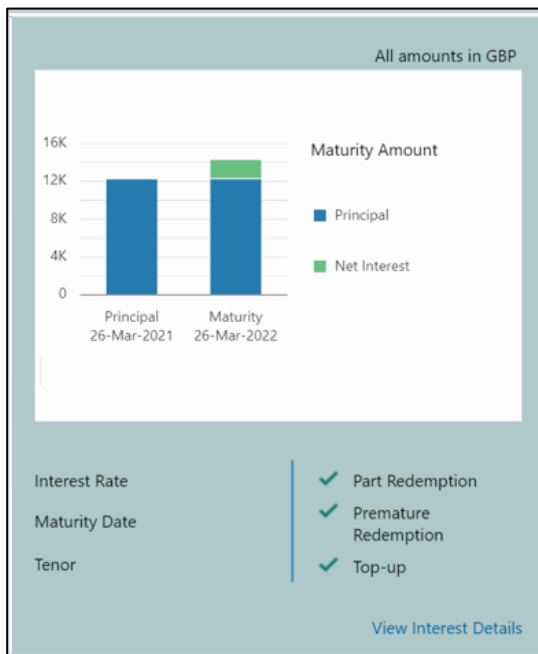 All amounts in GBP
16K
12K
8K
4K
0
Principal
26-Mar-2021
Maturity
26-Mar-2022
Maturity Amount
Principal
Net Interest
Interest Rate
Maturity Date
Tenor
Part Redemption
Premature
Redemption
Top-up
View Interest Details